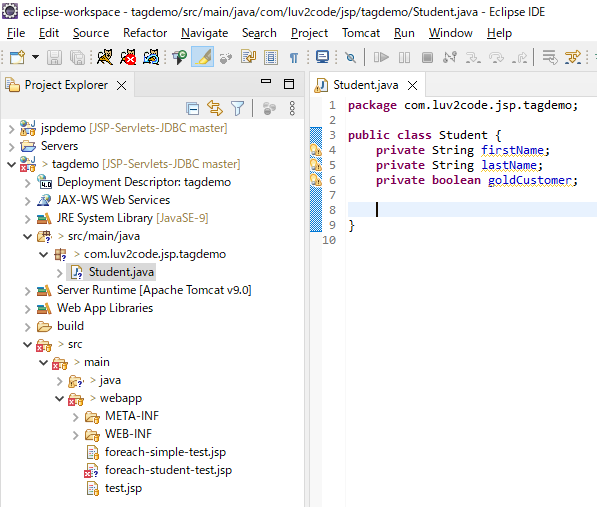 eclipse-workspace - tagdemo/src/main/java/com/luv2code/jsp/tagdemo/Student.java - Eclipse IDE
File Edit Source Refactor Navigate Search Project Tomcat Run Window Help
Project Explorer
Student.java
> jspdemo [JSP-Servlets-JDBC master]
Servers
> tagdemo [JSP-Servlets-JDBC master]
Deployment Descriptor: tagdemo
JAX-WS Web Services
JRE System Library [JavaSE-9]
> src/main/java
> com.luv2code.jsp.tagdemo
Student.java
Server Runtime [Apache Tomcat v9.0]
Web App Libraries
build
> src
> main
> java
> webapp
META-INF
WEB-INF
foreach-simple-test.jsp
foreach-student-test.jsp
test.jsp
1 package com.luv2code.jsp.tagdemo;
2
3 public class Student {
4 private String firstName;
5 private String lastName;
6 private boolean goldCustomer;
7
8
9 }
10